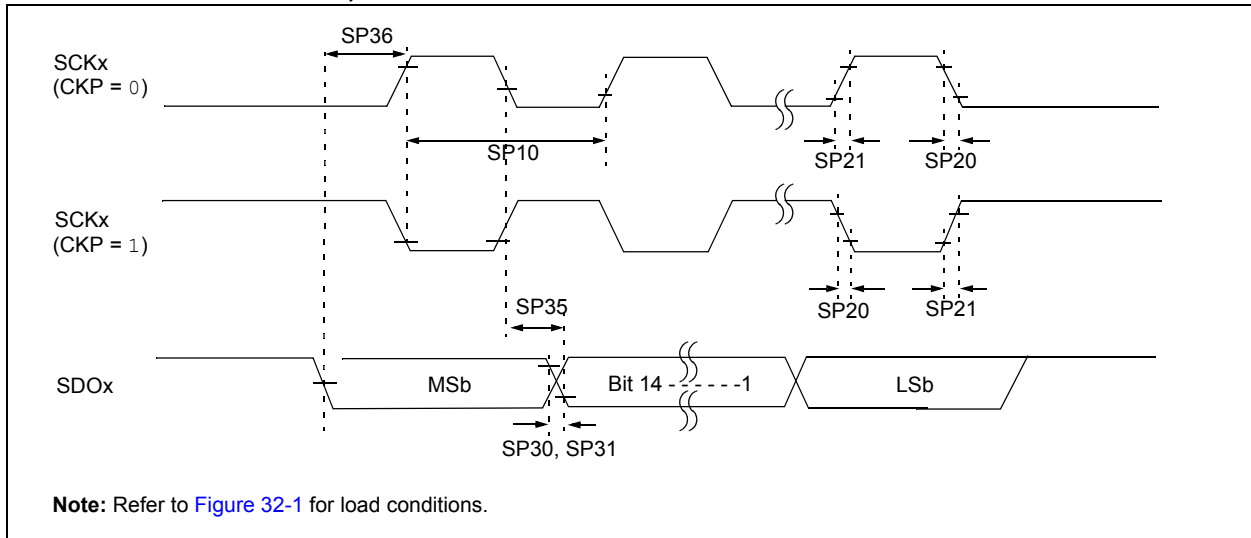 SP36
SCKx
(CKP = 0)
SP10
SP21
SP20
SCKx
(CKP = 1)
SP35
SP20
SP21
SDOx
MSb
Bit 14 - - - - - -1
LSb
SP30, SP31
Note: Refer to Figure 32-1 for load conditions.